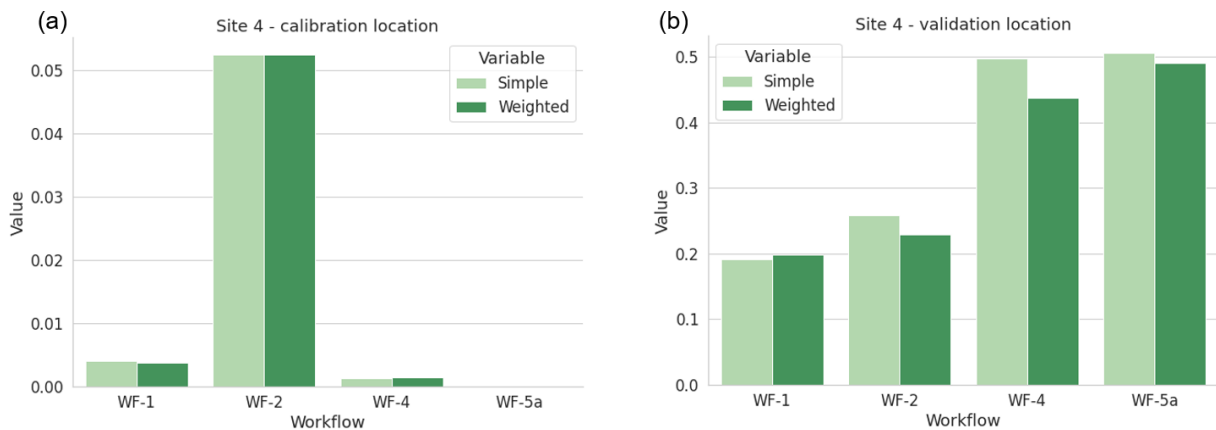 (a)
Site 4 - calibration location
Variable
Simple
Weighted
Value
0.05
0.04
0.03
0.02
0.01
0.00
WF-1 WF-2 WF-4 WF-5a
Workflow
(b)
Site 4 - validation location
Variable
Simple
Weighted
Value
0.5
0.4
0.3
0.2
0.1
0.0
WF-1 WF-2 WF-4 WF-5a
Workflow